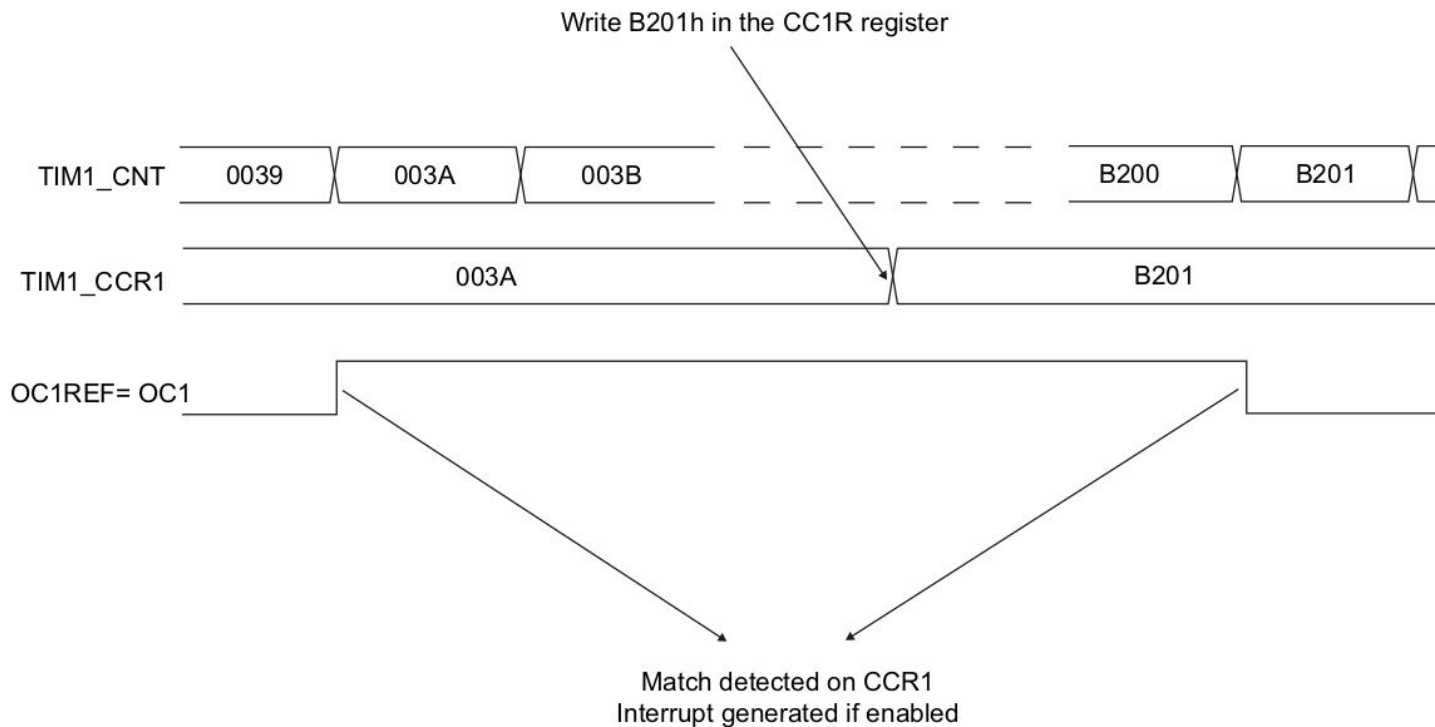 Write B201h in the CC1R register
TIM1_CNT 0039 003A 003B B200 B201
TIM1_CCR1 003A B201
OC1REF= OC1
Match detected on CCR1
Interrupt generated if enabled